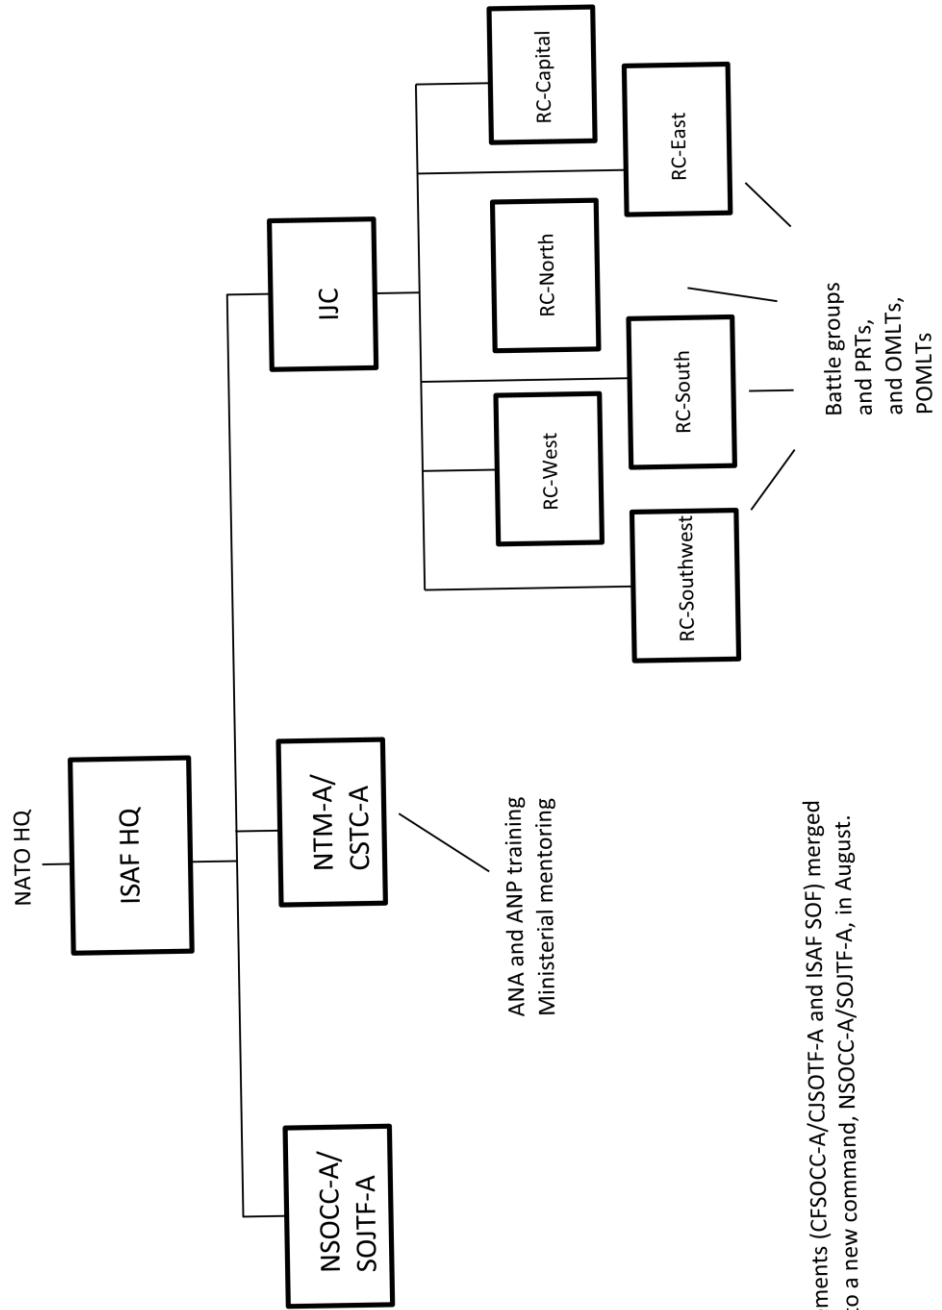 NATO HQ
ISAF HQ
NSOCC-A/
SOJTF-A
NTM-A/
CSTC-A
IJC
ANA and ANP training
Ministerial mentoring
RC-Southwest
RC-West
RC-South
RC-North
RC-East
RC-Capital
Battle groups
and PRTs,
and OMLTs,
POMLTs
(CFSOCC-A/CJSOTF-A and ISAF SOF) merged
to a new command, NSOCC-A/SOJTF-A, in August.